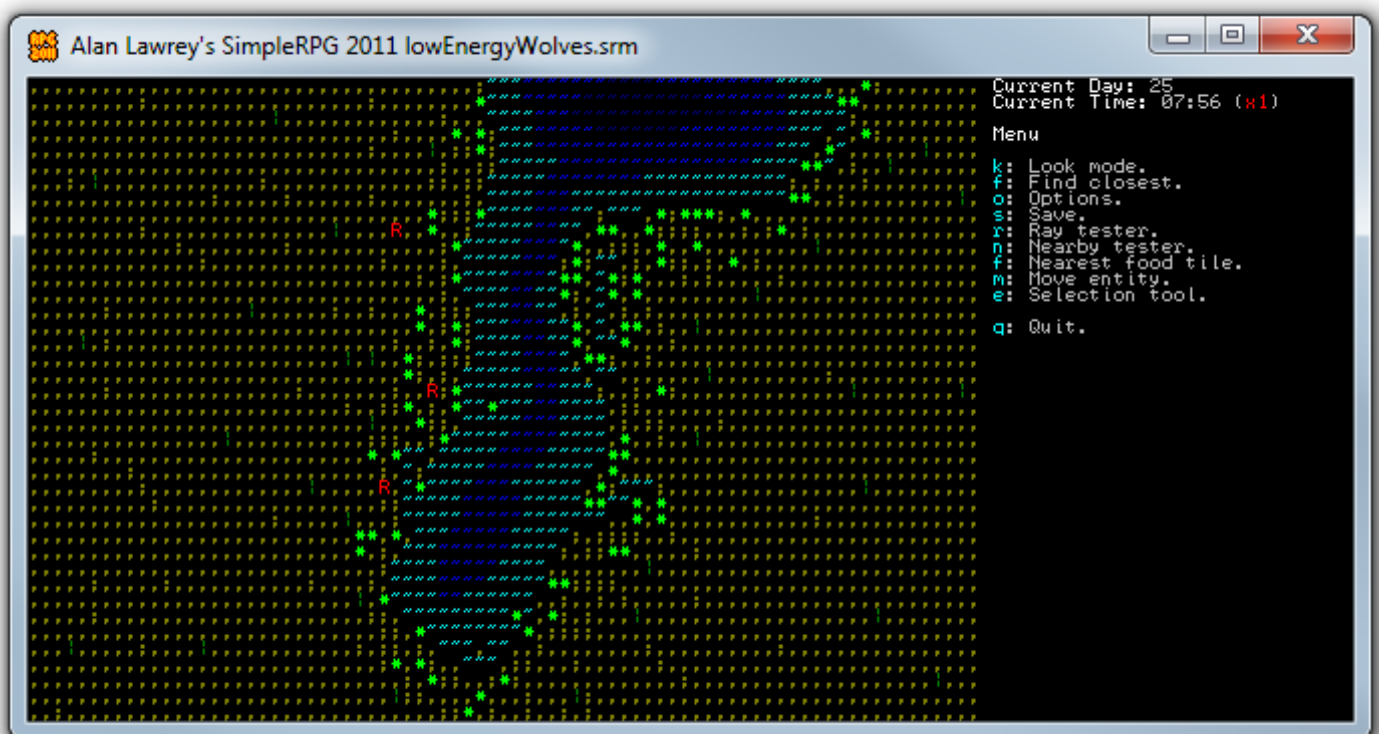 Alan Lawrey's SimpleRPG 2011 lowEnergyWolves.srm
Current Day: 25
Current Time: 07:56 (x1)
Menu
k: Look mode.
f: Find closest.
o: Options.
s: Save.
r: Ray tester.
n: Nearby tester.
f: Nearest food tile.
m: Move entity.
e: Selection tool.
q: Quit.
R
R
R